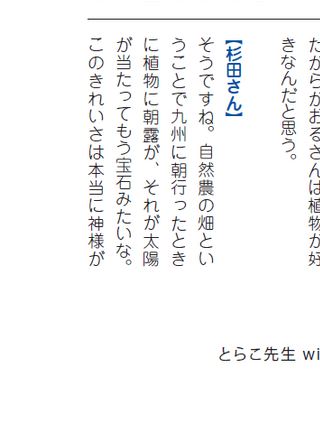 だからかおるさんは植物が好
きなんだと思う。
【杉田さん】
そうですね。自然農の畑とい
うことで九州に朝行ったとき
に植物に朝露が、それが太陽
が当たってもう宝石みたいな。
このきれいさは本当に神様が
とらこ先生 wi